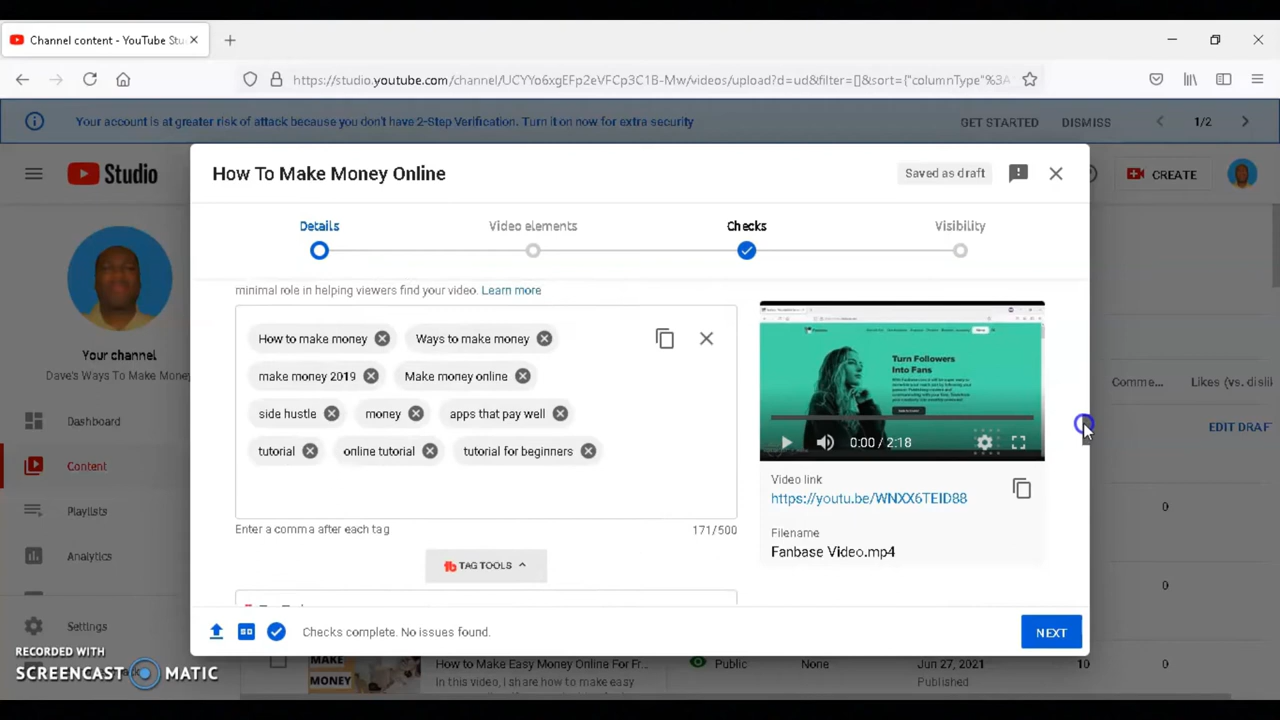 Channel content - YouTube Stu
https://studio.youtube.com/channel/UCYYo6xgEFp2eVFCp3C1B-Mw/videos/upload?d=ud&filter=[]&sort={"columnType"%3A
Your account is at greater risk of attack because you don't have 2-Step Verification. Turn it on now for extra security
GET STARTED
DISMISS
1/2
Studio
CREATE
How To Make Money Online
Saved as draft
Details
Video elements
Checks
Visibility
minimal role in helping viewers find your video. Learn more
How to make money
Ways to make money
make money 2019
Make money online
side hustle
money
apps that pay well
tutorial
online tutorial
tutorial for beginners
Enter a comma after each tag
171/500
TAG TOOLS
Turn Followers
Into Fans
0:00 / 2:18
Video link
https://youtu.be/WNXX6TEID88
Filename
Fanbase Video.mp4
Checks complete. No issues found.
NEXT
Your channel
Dave's Ways To Make Money
Dashboard
Content
Playlists
Analytics
Settings
Comme...
Likes (vs. disli
EDIT DRAF
0
0
0
0
MAKE
MONEY
How to Make Easy Money Online For Fr...
In this video, I share how to make easy
Public
None
Jun 27, 2021
Published
10
0
RECORDED WITH
SCREENCAST MATIC